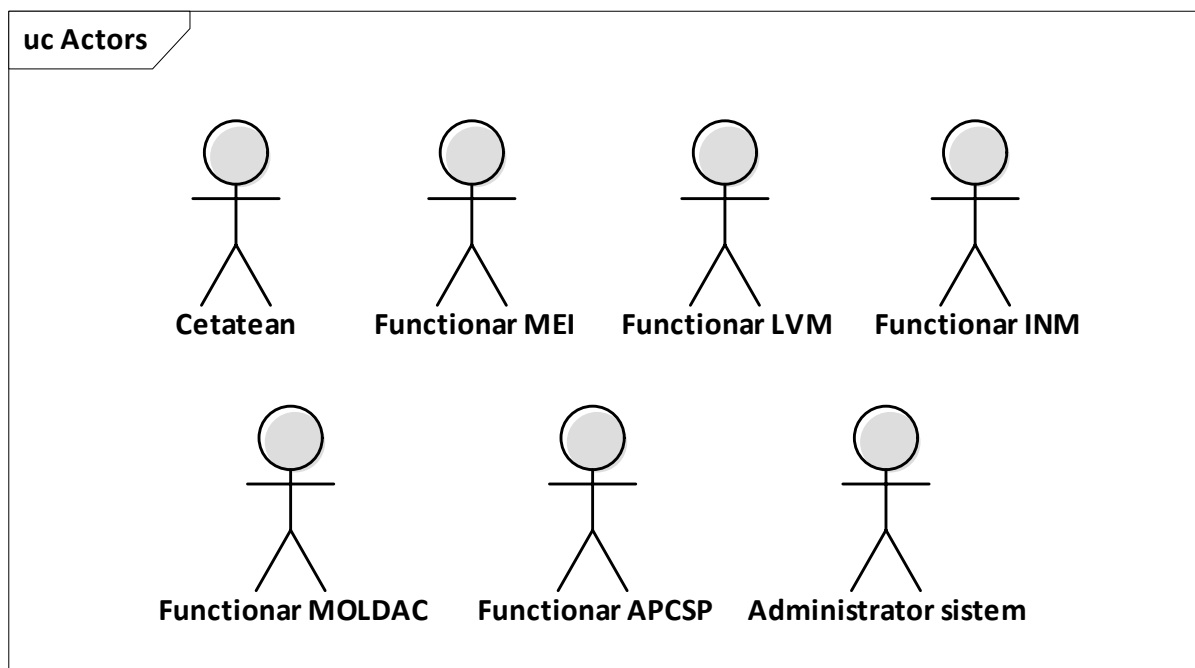 uc Actors
Cetatean
Functionar MEI
Functionar LVM
Functionar INM
Functionar MOLDAC
Functionar APCSP
Administrator sistem